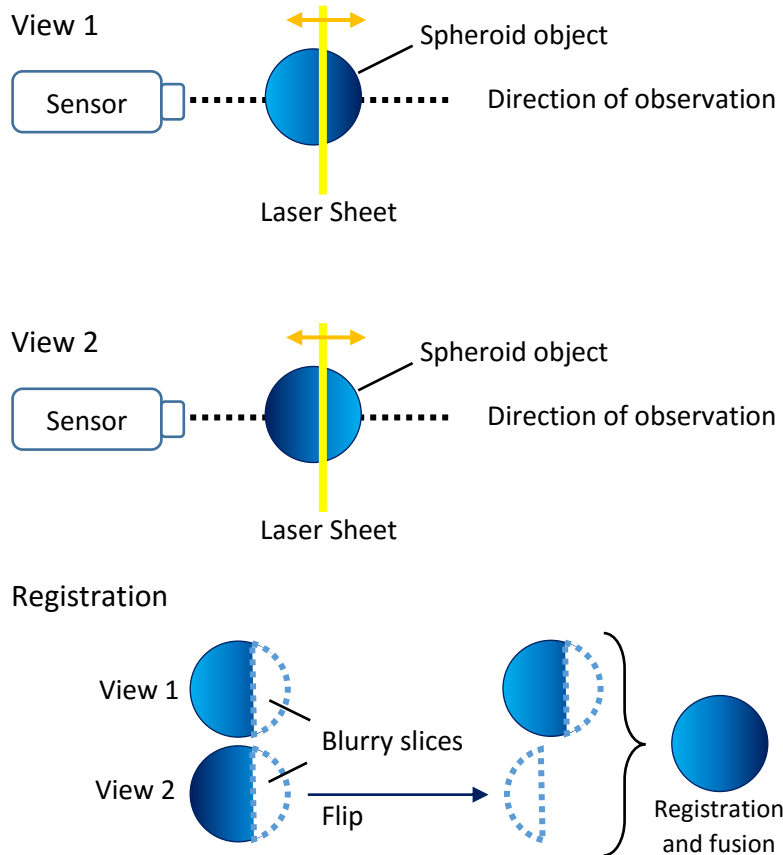 View 1
Spheroid object
Sensor
Direction of observation
Laser Sheet
View 2
Spheroid object
Sensor
Direction of observation
Laser Sheet
Registration
View 1
Blurry slices
View 2
Flip
Registration
and fusion